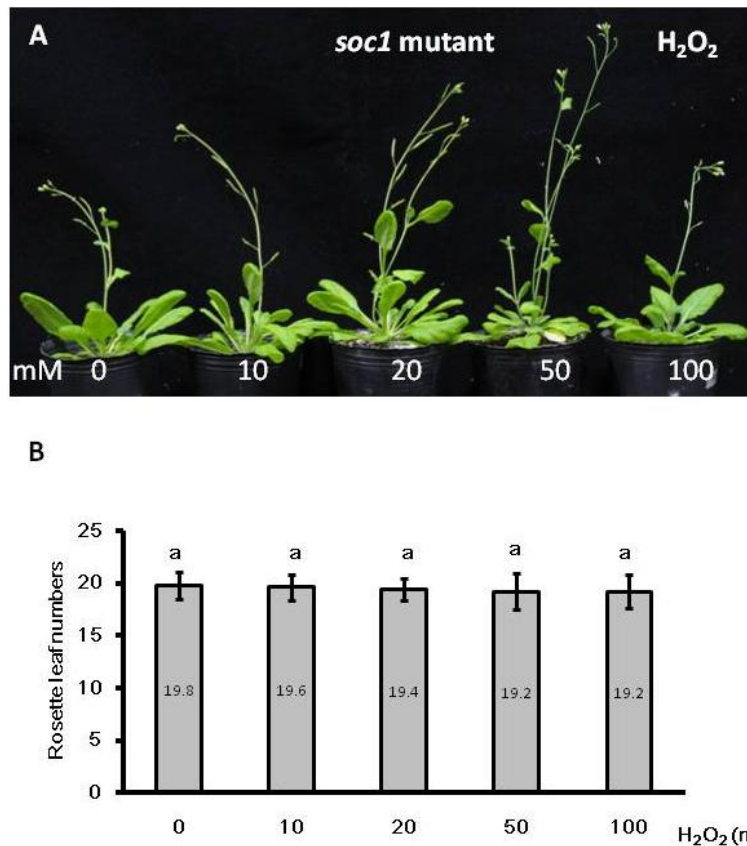 A soc1 mutant H₂O₂
mM 0 10 20 50 100
B
25
a a a a a
20
15
Rosette leaf numbers
10
19.8 19.6 19.4 19.2 19.2
5
0
0 10 20 50 100 H₂O₂ (n